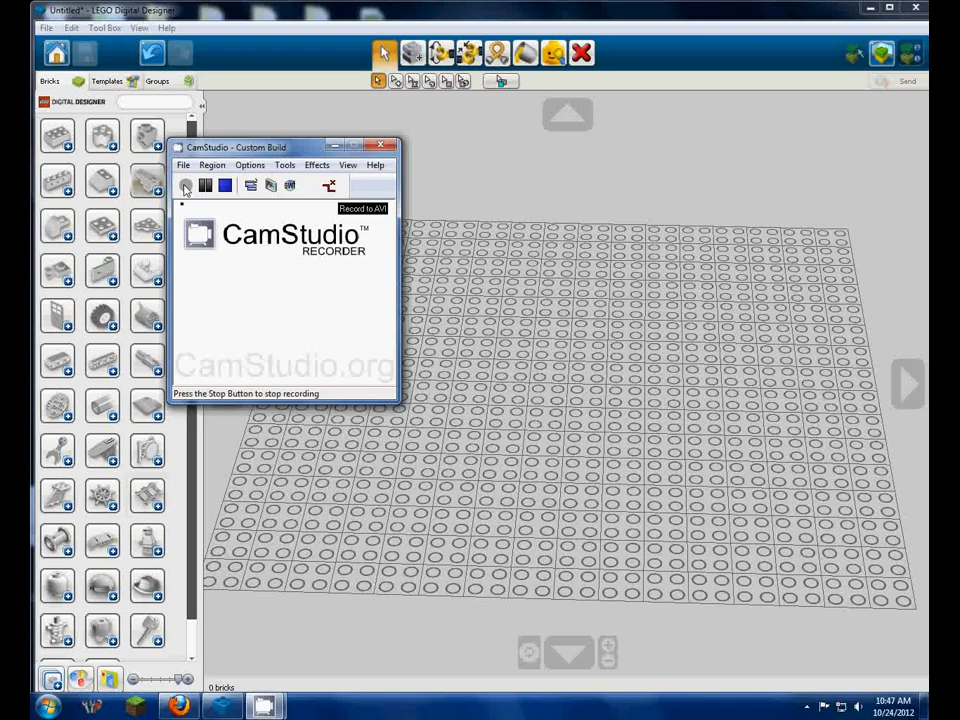 Untitled* - LEGO Digital Designer
File Edit Tool Box View Help
Bricks Templates Groups
Send
DIGITAL DESIGNER
CamStudio - Custom Build
File Region Options Tools Effects View Help
Record to AVI
CamStudio™
RECORDER
CamStudio.org
Press the Stop Button to stop recording
0 bricks
10:47 AM
10/24/2012